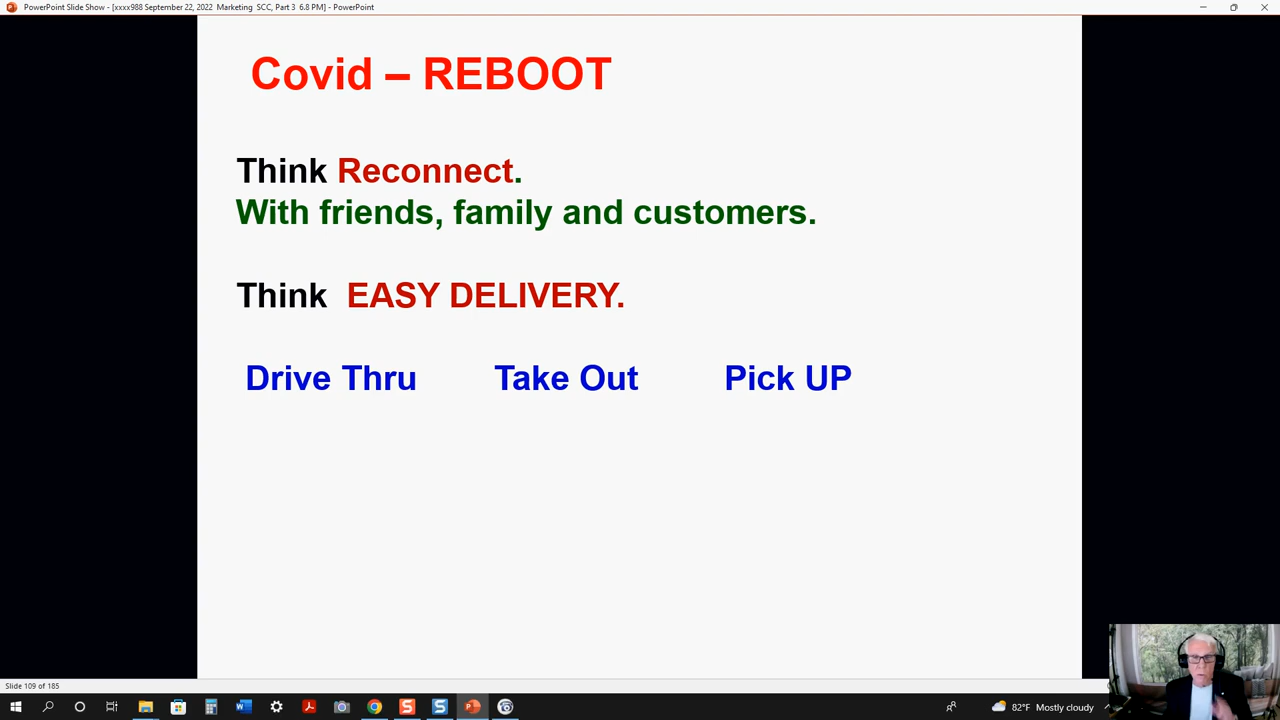 PowerPoint Slide Show - [xxxx988 September 22, 2022 Marketing SCC, Part 3 6.8 PM] - PowerPoint
Covid – REBOOT
Think Reconnect.
With friends, family and customers.
Think EASY DELIVERY.
Drive Thru Take Out Pick UP
Slide 109 of 185
82°F Mostly cloudy